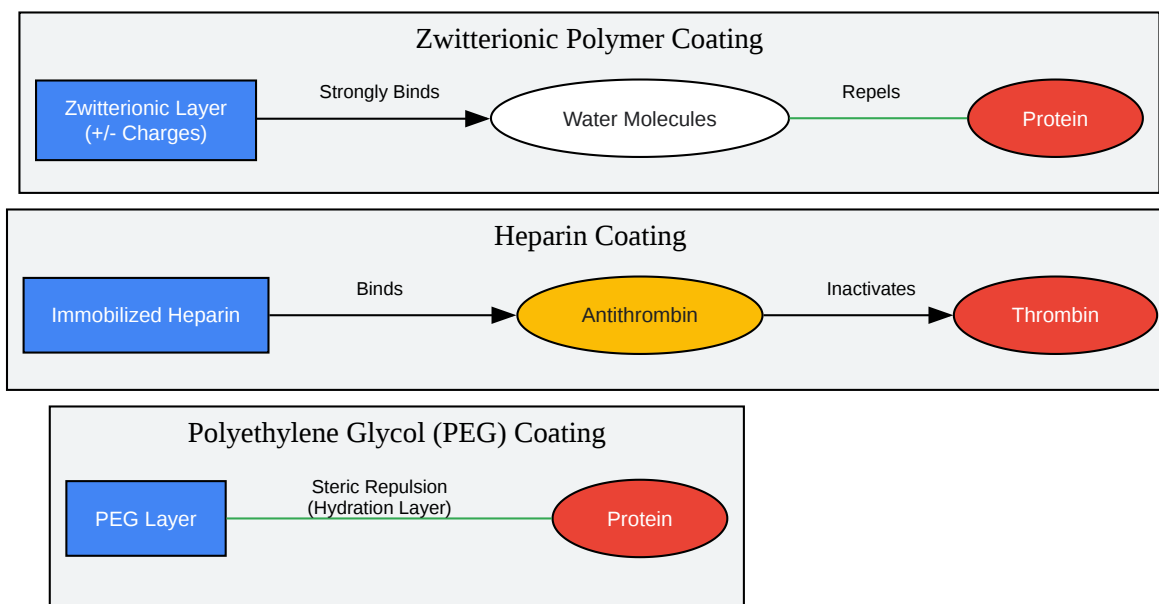 Zwitterionic Polymer Coating
Zwitterionic Layer
(+/- Charges)
Strongly Binds
Water Molecules
Repels
Protein
Heparin Coating
Immobilized Heparin
Binds
Antithrombin
Inactivates
Thrombin
Polyethylene Glycol (PEG) Coating
PEG Layer
Steric Repulsion
(Hydration Layer)
Protein